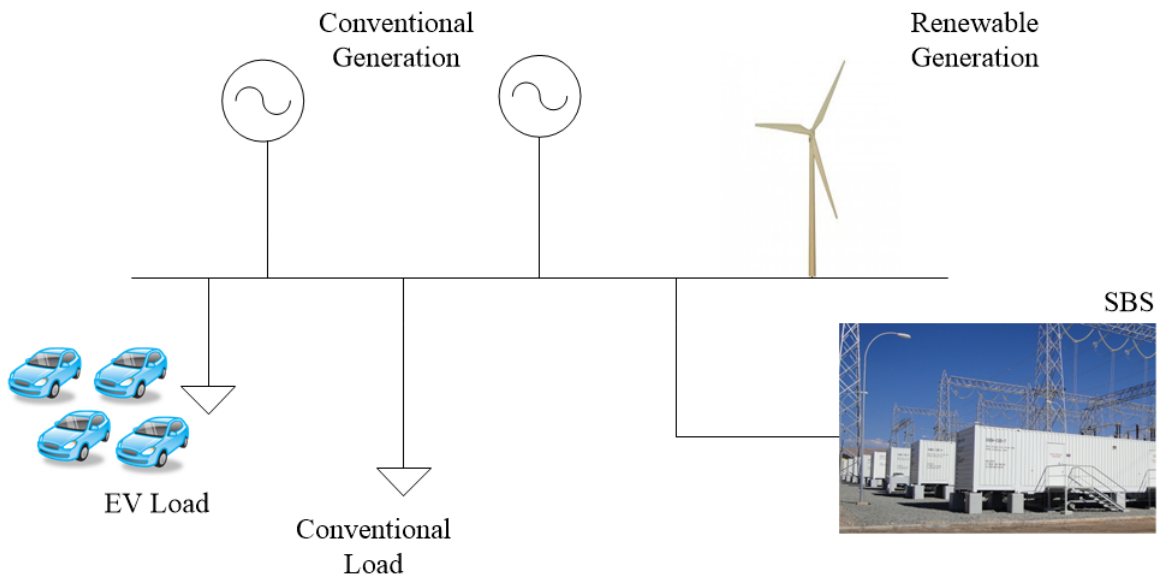 Conventional
Generation
Renewable
Generation
SBS
EV Load
Conventional
Load